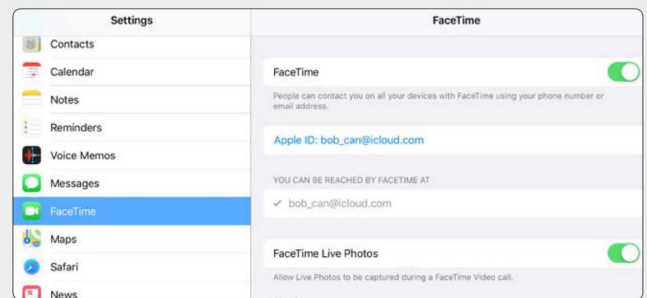 Settings
Contacts
Calendar
Notes
Reminders
Voice Memos
Messages
FaceTime
Maps
Safari
News
FaceTime
FaceTime
People can contact you on all your devices with FaceTime using your phone number or
email address.
Apple ID: bob_can@icloud.com
YOU CAN BE REACHED BY FACETIME AT
✓ bob_can@icloud.com
FaceTime Live Photos
Allow Live Photos to be captured during a FaceTime Video call.